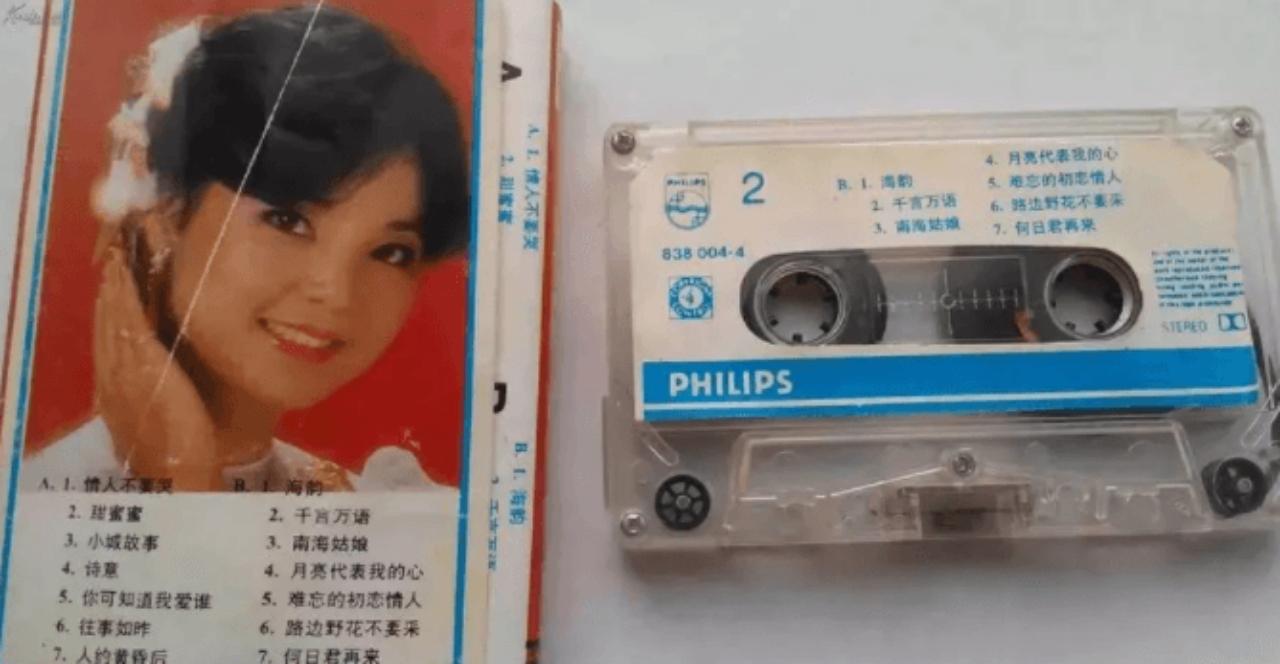 A. 1. 情人不要哭
2. 甜蜜蜜
3. 小城故事
4. 诗意
5. 你可知道我爱谁
6. 往事如昨
7. 人约黄昏后
B. 1. 海韵
2. 千言万语
3. 南海姑娘
4. 月亮代表我的心
5. 难忘的初恋情人
6. 路边野花不要采
7. 何日君再来
A
A. 1. 情人不要哭
2. 甜蜜蜜
B. 1. 海韵
PHILIPS
2
B. 1. 海韵
2. 千言万语
3. 南海姑娘
4. 月亮代表我的心
5. 难忘的初恋情人
6. 路边野花不要采
7. 何日君再来
838 004-4
STEREO
PHILIPS